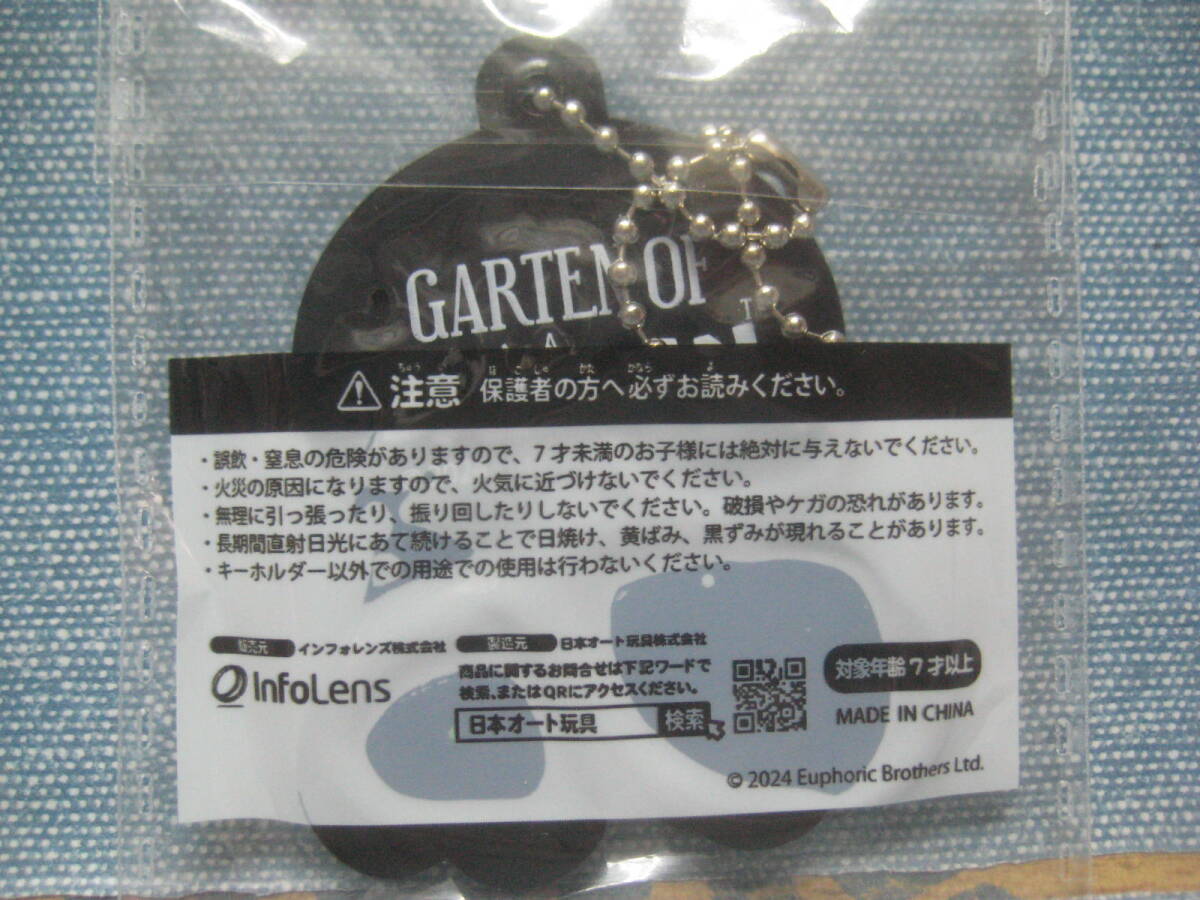 GARTEN OF
TM
⚠ 注意 保護者の方へ必ずお読みください。
・誤飲・窒息の危険がありますので、7才未満のお子様には絶対に与えないでください。
・火災の原因になりますので、火気に近づけないでください。
・無理に引っ張ったり、振り回したりしないでください。破損やケガの恐れがあります。
・長期間直射日光にあて続けることで日焼け、黄ばみ、黒ずみが現れることがあります。
・キーホルダー以外での用途での使用は行わないください。
販売元 インフォレンズ株式会社
InfoLens
製造元 日本オート玩具株式会社
商品に関するお問合せは下記ワードで
検索、またはQRにアクセスください。
日本オート玩具 検索
対象年齢7才以上
MADE IN CHINA
© 2024 Euphoric Brothers Ltd.